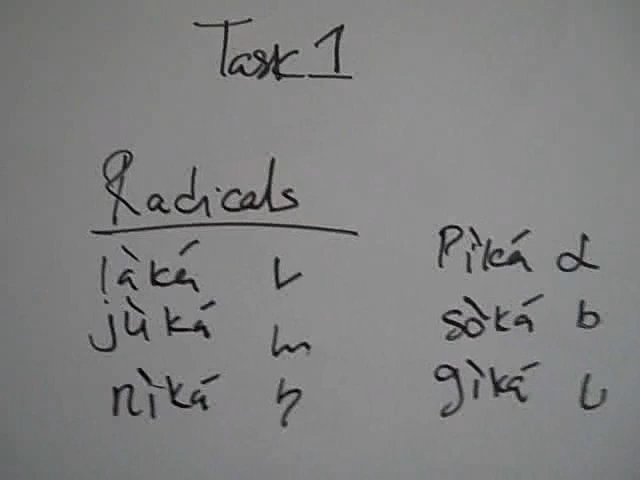 Task 1
Radicals
làká L
jùká m
nìká h
pìká d
sòká b
gìká